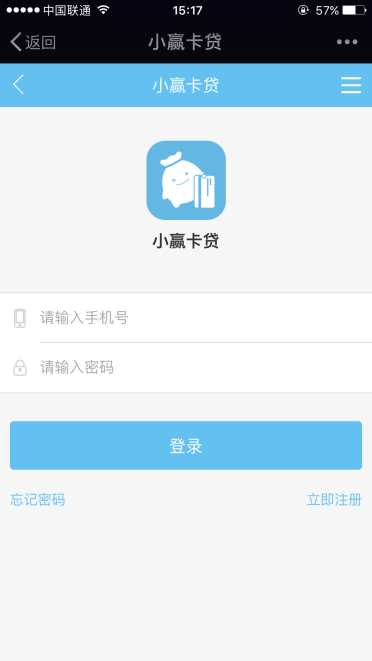 中国联通 15:17 57%
返回 小赢卡贷
小赢卡贷
小赢卡贷
请输入手机号
请输入密码
登录
忘记密码 立即注册